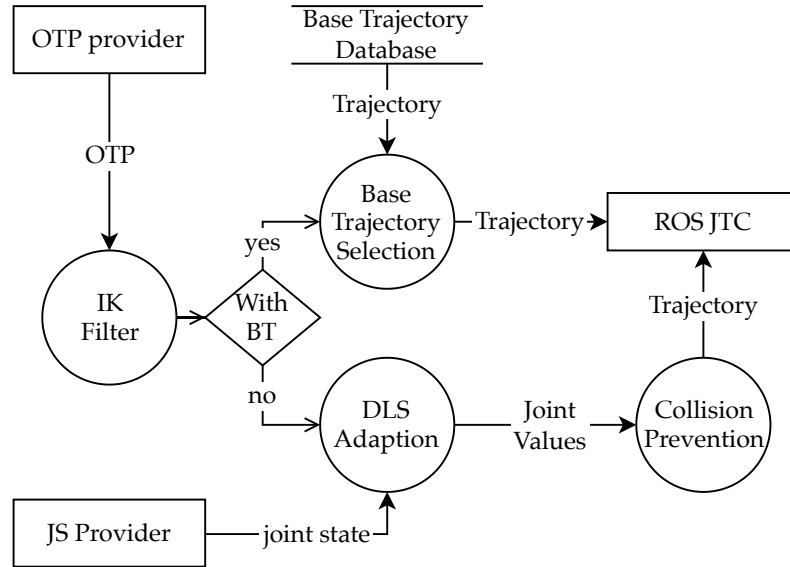 OTP provider
Base Trajectory
Database
Trajectory
OTP
Base
Trajectory
Selection
Trajectory
ROS JTC
yes
IK
Filter
With
BT
Trajectory
no
DLS
Adaption
Joint
Values
Collision
Prevention
JS Provider
joint state